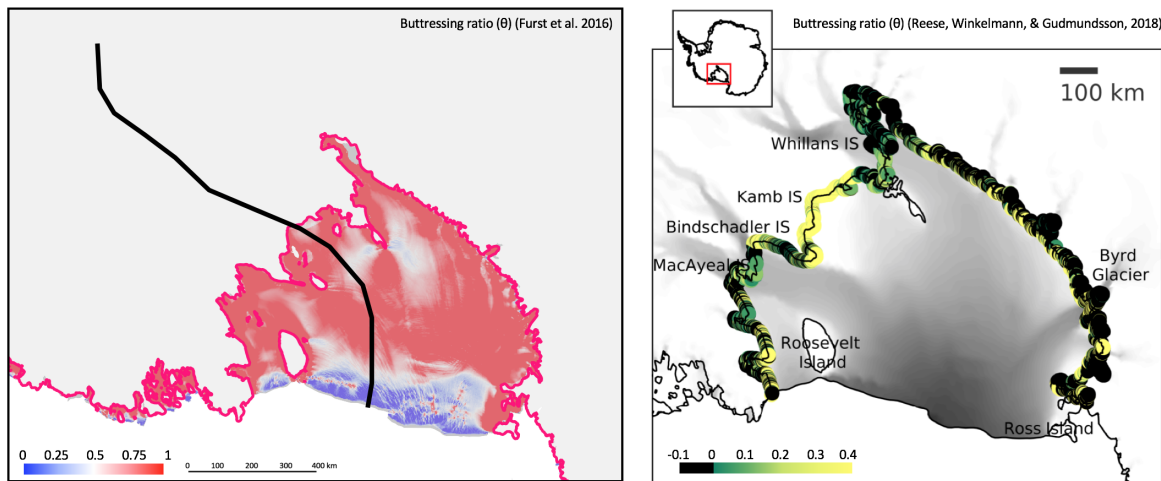 Buttressing ratio (θ) (Furst et al. 2016)
0 0.25 0.5 0.75 1
0 100 200 300 400 km
Buttressing ratio (θ) (Reese, Winkelmann, & Gudmundsson, 2018)
100 km
Whillans IS
Kamb IS
Bindschadler IS
MacAyeal IS
Byrd
Glacier
Roosevelt
Island
Ross Island
-0.1 0 0.1 0.2 0.3 0.4